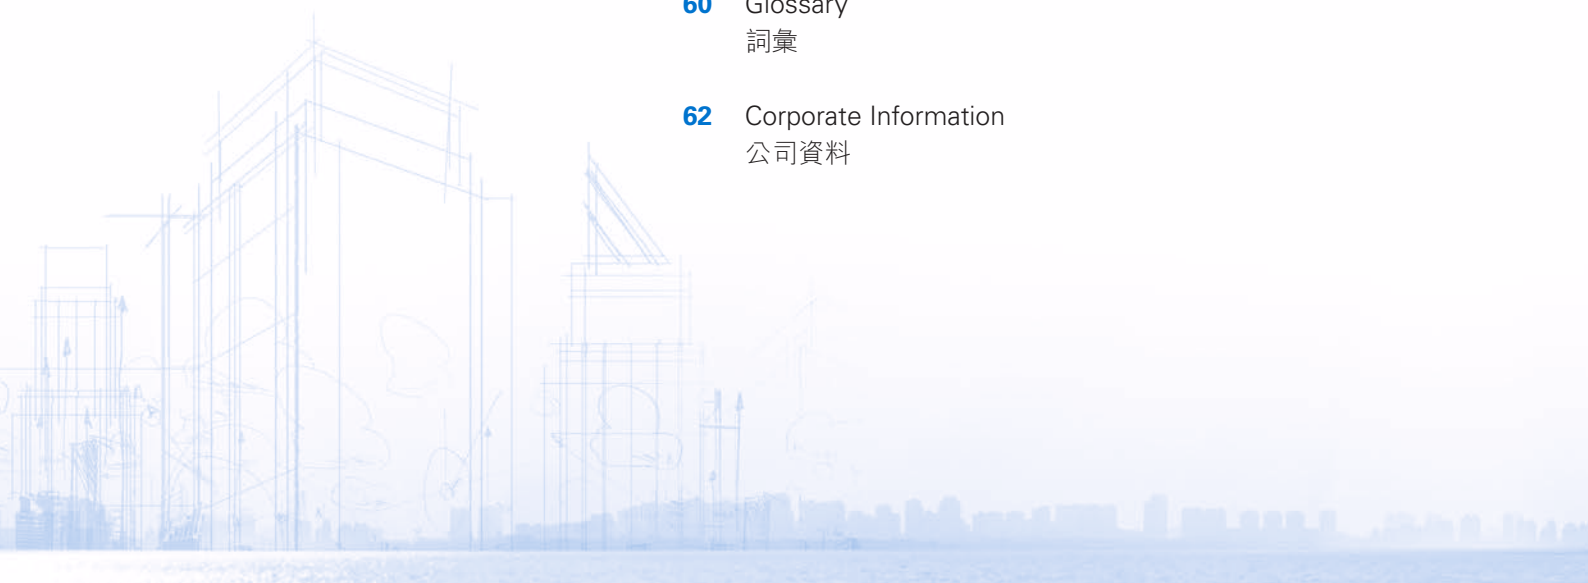 60 Glossary
詞彙
62 Corporate Information
公司資料